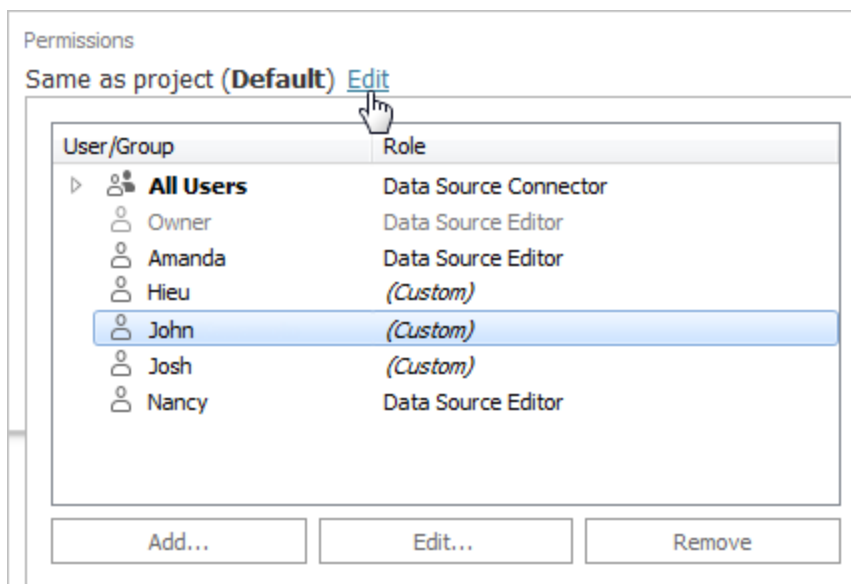 Permissions
Same as project (Default) Edit
User/Group Role
All Users Data Source Connector
Owner Data Source Editor
Amanda Data Source Editor
Hieu (Custom)
John (Custom)
Josh (Custom)
Nancy Data Source Editor
Add... Edit... Remove